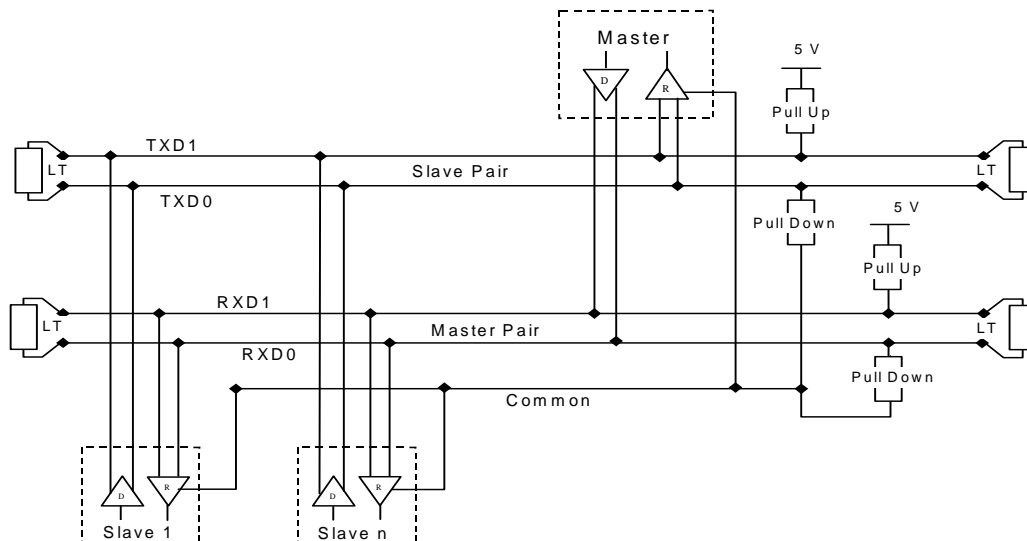 Master
D
R
5 V
Pull Up
TXD1
LT
Slave Pair
LT
TXD0
5 V
Pull Down
Pull Up
RXD1
LT
Master Pair
LT
RXD0
Pull Down
Common
D
R
D
R
Slave 1
Slave n